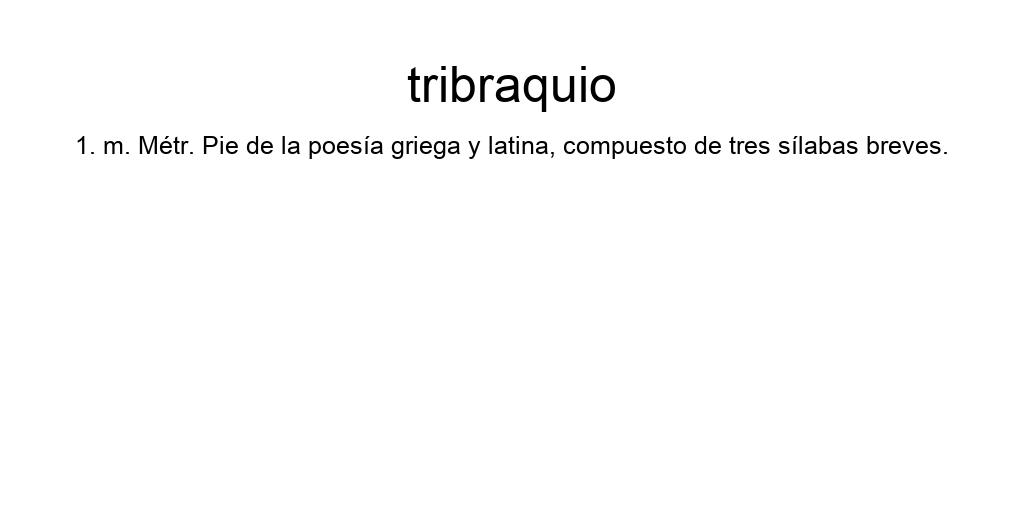 tribraquio
1. m. Métr. Pie de la poesía griega y latina, compuesto de tres sílabas breves.